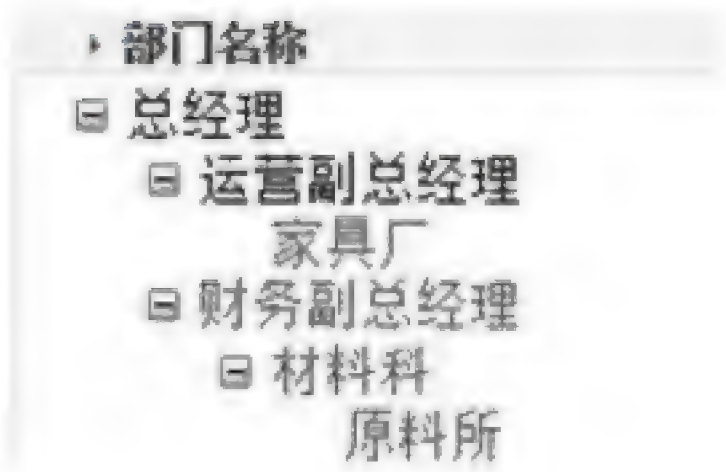 部门名称
总经理
运营副总经理
家具厂
财务副总经理
材料科
原料所